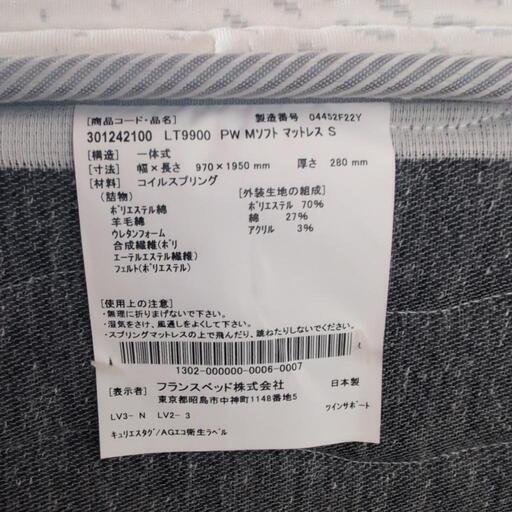 [商品コード・品名] 製造番号 04452F22Y
301242100 LT9900 PW Mソフト マットレス S
[構造] 一体式
[寸法] 幅×長さ 970×1950mm 厚さ 280mm
[材料] コイルスプリング
(詰物) [外装生地の組成]
ポリエステル綿 ポリエステル 70%
羊毛綿 綿 27%
ウレタンフォーム アクリル 3%
合成繊維(ポリ
エーテルエステル繊維)
フェルト(ポリエステル)
[使用上の注意]
・無理に折りまげないで下さい。
・湿気をさけ、風通しをよくして下さい。
・スプリングマットレスの上で飛んだり、跳ねたりしないでください。
1302-000000-0006-0007
[表示者] フランスベッド株式会社 日本製
東京都昭島市中神町1148番地5
LV3- N LV2- 3 ツインサポート
キュリエスタグ/AGエコ衛生ラベル